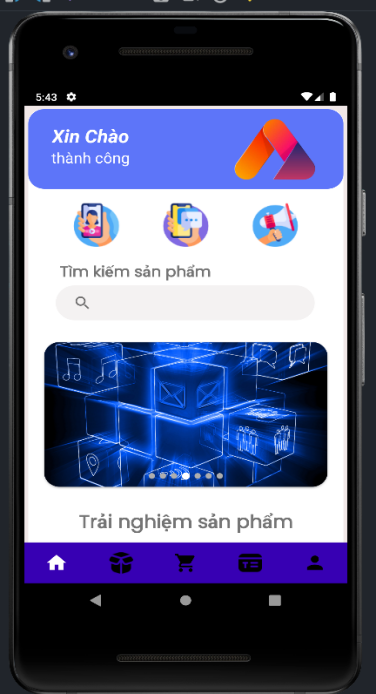 5:43
Xin Chào
thành công
Tìm kiếm sản phẩm
Trải nghiệm sản phẩm